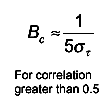 B_c ≈ 1/5σ_τ
For correlation
greater than 0.5